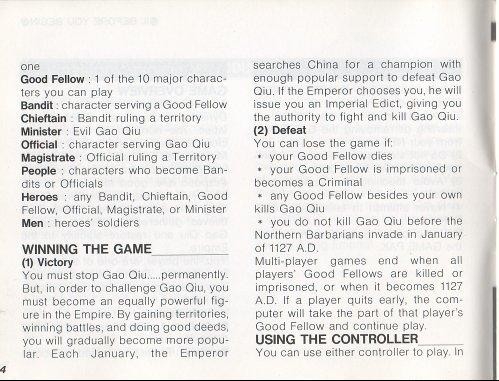 one
Good Fellow : 1 of the 10 major charac-
ters you can play
Bandit : character serving a Good Fellow
Chieftain : Bandit ruling a territory
Minister : Evil Gao Qiu
Official : character serving Gao Qiu
Magistrate : Official ruling a Territory
People : characters who become Ban-
dits or Officials
Heroes : any Bandit, Chieftain, Good
Fellow, Official, Magistrate, or Minister
Men : heroes' soldiers
WINNING THE GAME
(1) Victory
You must stop Gao Qiu.....permanently.
But, in order to challenge Gao Qiu, you
must become an equally powerful fig-
ure in the Empire. By gaining territories,
winning battles, and doing good deeds,
you will gradually become more popu-
lar. Each January, the Emperor
searches China for a champion with
enough popular support to defeat Gao
Qiu. If the Emperor chooses you, he will
issue you an Imperial Edict, giving you
the authority to fight and kill Gao Qiu.
(2) Defeat
You can lose the game if:
* your Good Fellow dies
* your Good Fellow is imprisoned or
becomes a Criminal
* any Good Fellow besides your own
kills Gao Qiu
* you do not kill Gao Qiu before the
Northern Barbarians invade in January
of 1127 A.D.
Multi-player games end when all
players' Good Fellows are killed or
imprisoned, or when it becomes 1127
A.D. If a player quits early, the com-
puter will take the part of that player's
Good Fellow and continue play.
USING THE CONTROLLER
You can use either controller to play. In
4